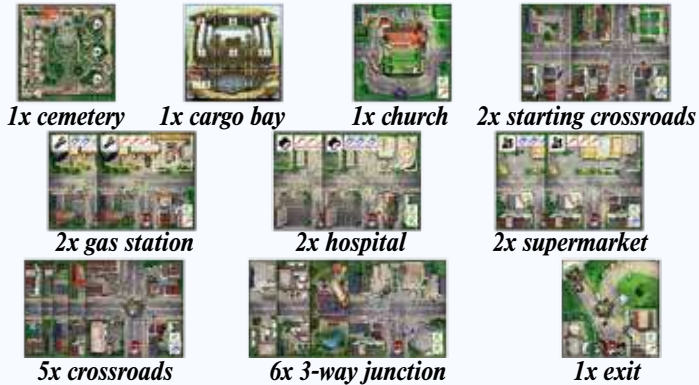 1x cemetery
1x cargo bay
1x church
2x starting crossroads
2x gas station
2x hospital
2x supermarket
5x crossroads
6x 3-way junction
1x exit